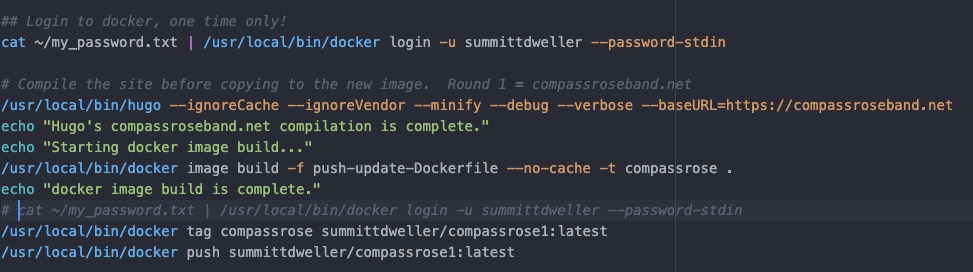 ## Login to docker, one time only!
cat ~/my_password.txt | /usr/local/bin/docker login -u summittdweller --password-stdin
# Compile the site before copying to the new image.  Round 1 = compassroseband.net
/usr/local/bin/hugo --ignoreCache --ignoreVendor --minify --debug --verbose --baseURL=https://compassroseband.net
echo "Hugo's compassroseband.net compilation is complete."
echo "Starting docker image build..."
/usr/local/bin/docker image build -f push-update-Dockerfile --no-cache -t compassrose .
echo "docker image build is complete."
# cat ~/my_password.txt | /usr/local/bin/docker login -u summittdweller --password-stdin
/usr/local/bin/docker tag compassrose summittdweller/compassrose1:latest
/usr/local/bin/docker push summittdweller/compassrose1:latest